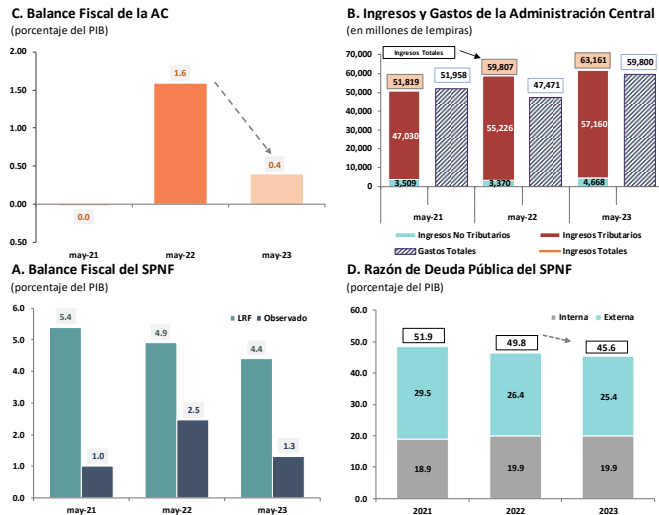 C. Balance Fiscal de la AC
(porcentaje del PIB)
2.00
1.50
1.00
0.50
0.00
0.50
0.0
1.6
0.4
may-21
may-22
may-23
B. Ingresos y Gastos de la Administración Central
(en millones de lempiras)
70,000
60,000
50,000
40,000
30,000
20,000
10,000
0
Ingresos Totales
51,819
51,958
59,807
47,471
63,161
59,800
47,030
55,226
57,160
3,509
3,370
4,668
may-21
may-22
may-23
Ingresos No Tributarios
Ingresos Tributarios
Gastos Totales
Ingresos Totales
A. Balance Fiscal del SPNF
(porcentaje del PIB)
6.0
5.0
4.0
3.0
2.0
1.0
0.0
LRF
Observado
5.4
1.0
4.9
2.5
4.4
1.3
may-21
may-22
may-23
D. Razón de Deuda Pública del SPNF
(porcentaje del PIB)
60.0
50.0
40.0
30.0
20.0
10.0
0.0
Interna
Externa
51.9
49.8
45.6
29.5
26.4
25.4
18.9
19.9
19.9
2021
2022
2023